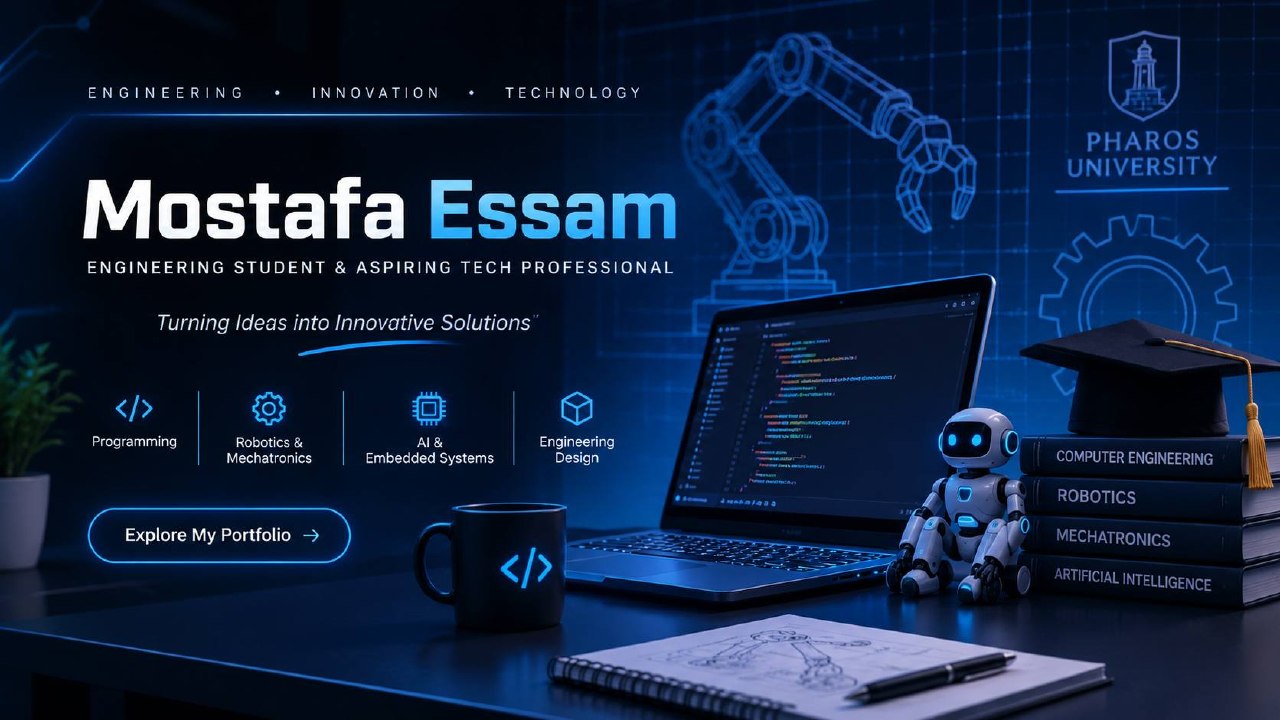 ENGINEERING • INNOVATION • TECHNOLOGY
PHAROS
UNIVERSITY
Mostafa Essam
ENGINEERING STUDENT & ASPIRING TECH PROFESSIONAL
Turning Ideas into Innovative Solutions"
</>
Programming
Robotics &
Mechatronics
AI &
Embedded Systems
Engineering
Design
Explore My Portfolio →
</>
COMPUTER ENGINEERING
ROBOTICS
MECHATRONICS
ARTIFICIAL INTELLIGENCE